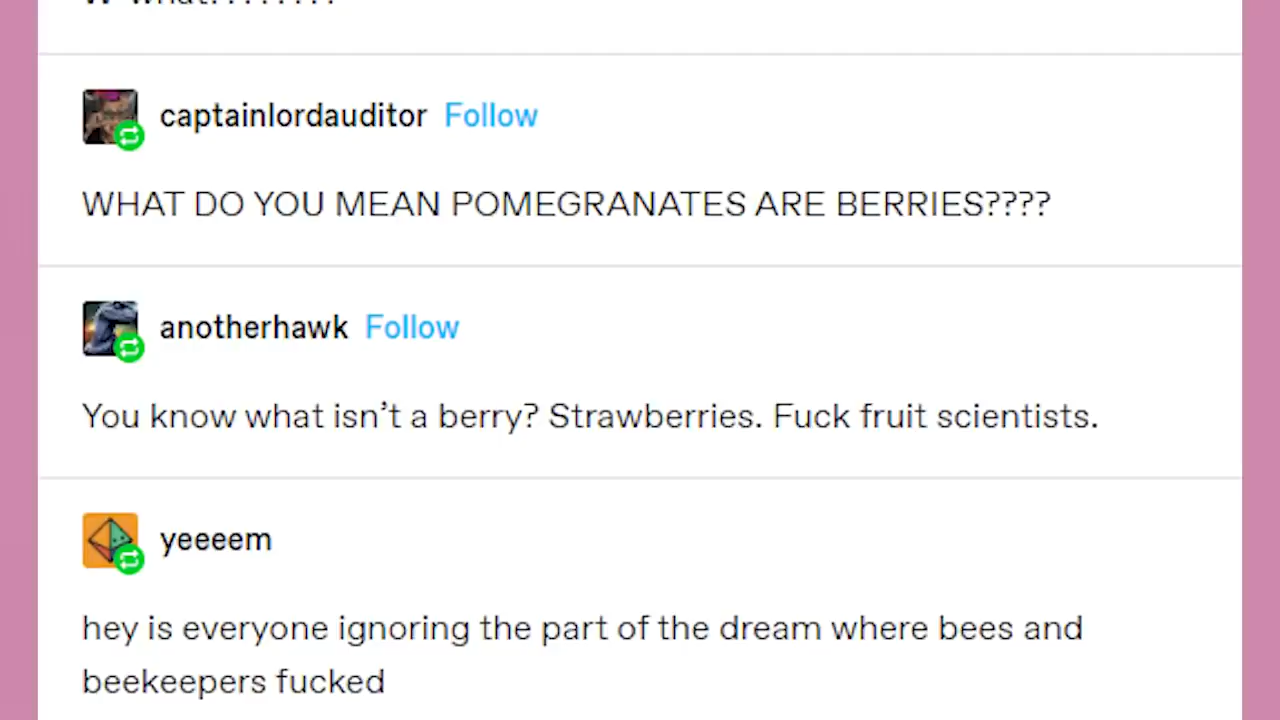 captainlordauditor Follow
WHAT DO YOU MEAN POMEGRANATES ARE BERRIES????
anotherhawk Follow
You know what isn’t a berry? Strawberries. Fuck fruit scientists.
yeeeem
hey is everyone ignoring the part of the dream where bees and
beekeepers fucked